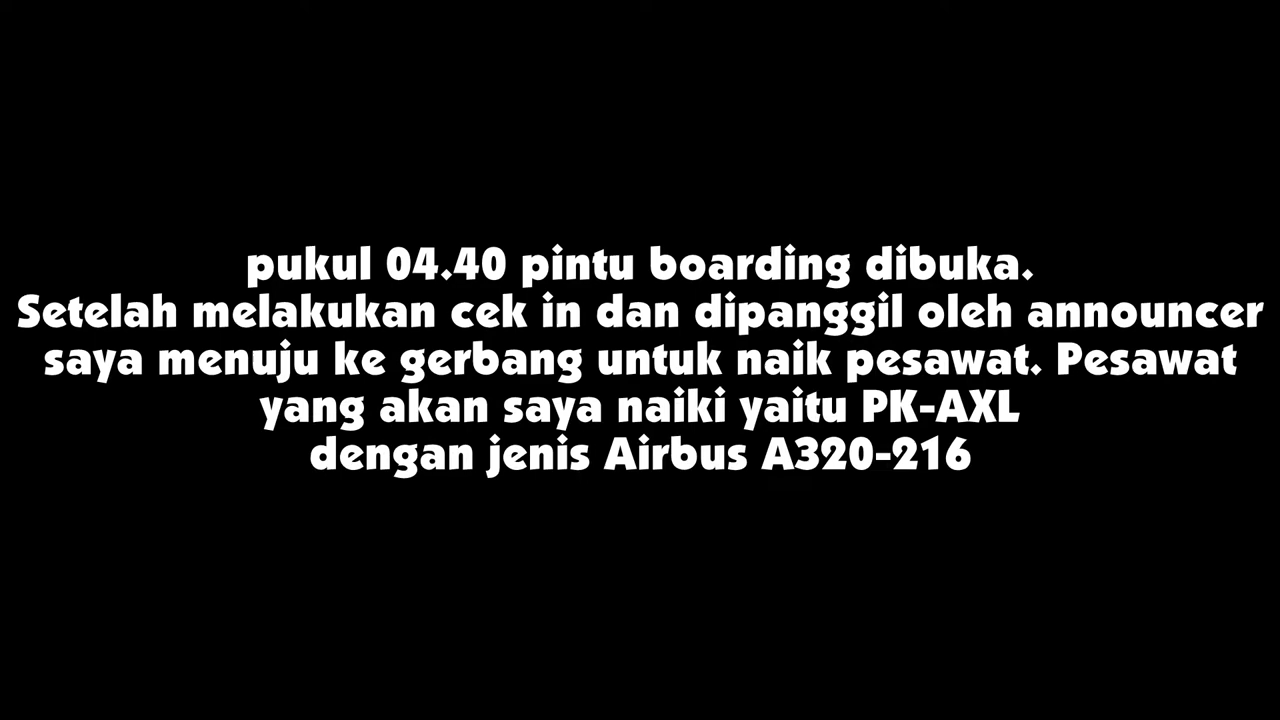 pukul 04.40 pintu boarding dibuka.
Setelah melakukan cek in dan dipanggil oleh announcer
saya menuju ke gerbang untuk naik pesawat. Pesawat
yang akan saya naiki yaitu PK-AXL
dengan jenis Airbus A320-216